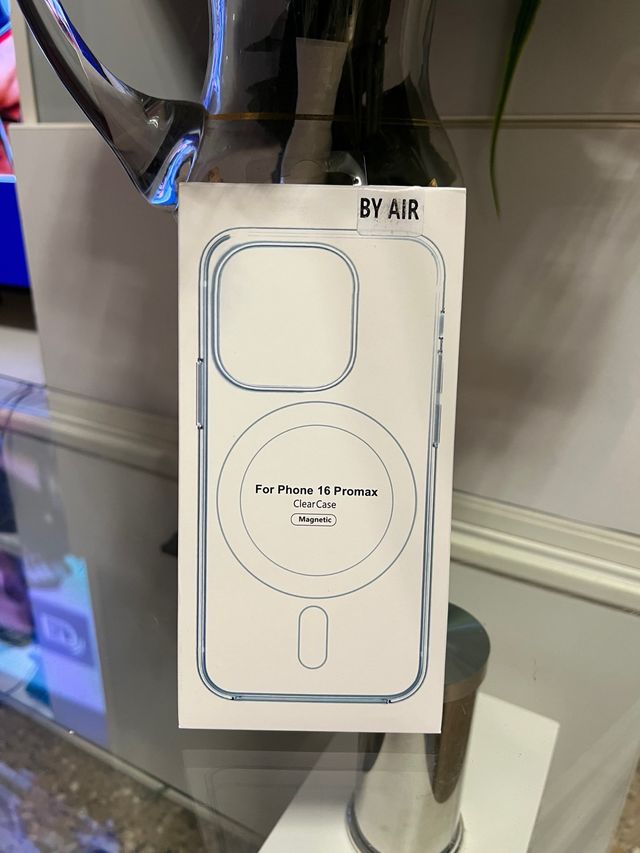 BY AIR
For Phone 16 Promax
ClearCase
Magnetic